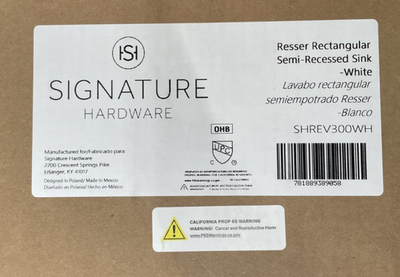 SH
SIGNATURE
HARDWARE
Resser Rectangular
Semi-Recessed Sink
-White
Lavabo rectangular
semiempotrado Resser
-Blanco
SHREV300WH
OHB
UPC
Manufactured for/Fabricado para:
Signature Hardware
2700 Crescent Springs Pike
Erlanger, KY 41017
Designed in Poland/ Made in Mexico
Diseñado en Polonia/ Hecho en México
781889389058
CALIFORNIA PROP 65 WARNING
WARNING! Cancer and Reproductive Harm
www.P65Warnings.ca.gov